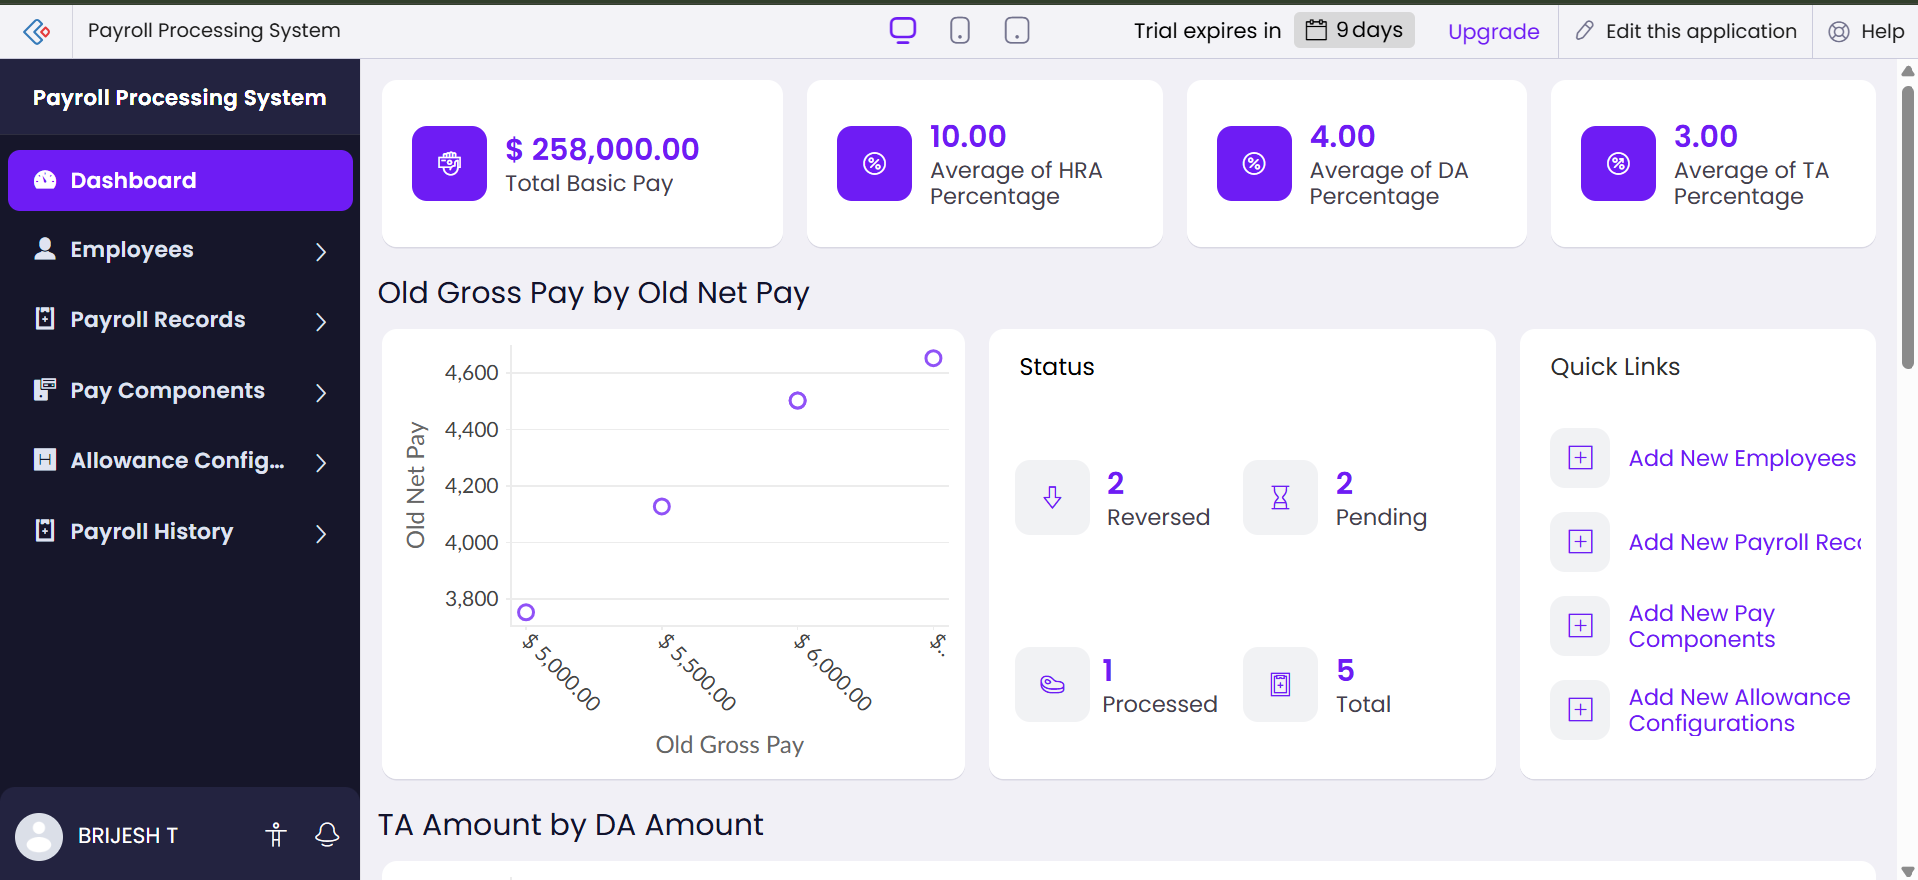 Payroll Processing System
Trial expires in
9 days
Upgrade
Edit this application
Help
Payroll Processing System
Dashboard
Employees
Payroll Records
Pay Components
Allowance Config...
Payroll History
BRIJESH T
$ 258,000.00
Total Basic Pay
10.00
Average of HRA
Percentage
4.00
Average of DA
Percentage
3.00
Average of TA
Percentage
Old Gross Pay by Old Net Pay
4,600
4,400
4,200
4,000
3,800
Old Net Pay
$ 5,000.00
$ 5,500.00
$ 6,000.00
$..
Old Gross Pay
Status
2
Reversed
2
Pending
1
Processed
5
Total
Quick Links
Add New Employees
Add New Payroll Rec
Add New Pay
Components
Add New Allowance
Configurations
TA Amount by DA Amount